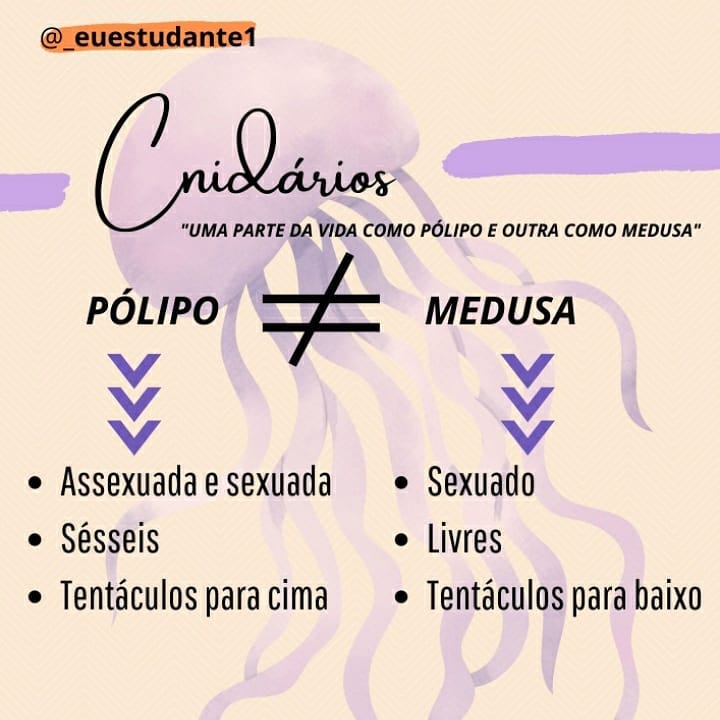 @_euestudante1
Cnidários
"UMA PARTE DA VIDA COMO PÓLIPO E OUTRA COMO MEDUSA"
PÓLIPO ≠ MEDUSA
• Assexuada e sexuada
• Sésseis
• Tentáculos para cima
• Sexuado
• Livres
• Tentáculos para baixo